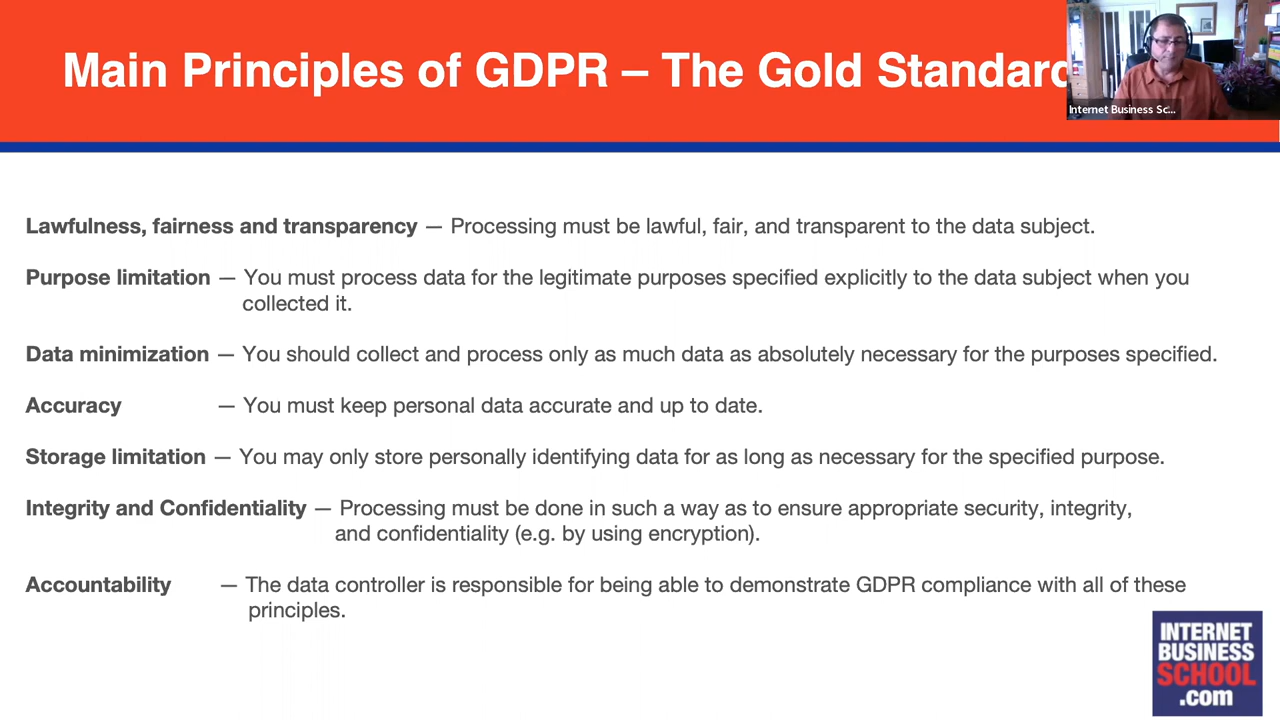 Main Principles of GDPR – The Gold Standard
Internet Business Sc...
Lawfulness, fairness and transparency — Processing must be lawful, fair, and transparent to the data subject.
Purpose limitation — You must process data for the legitimate purposes specified explicitly to the data subject when you
collected it.
Data minimization — You should collect and process only as much data as absolutely necessary for the purposes specified.
Accuracy — You must keep personal data accurate and up to date.
Storage limitation — You may only store personally identifying data for as long as necessary for the specified purpose.
Integrity and Confidentiality — Processing must be done in such a way as to ensure appropriate security, integrity,
and confidentiality (e.g. by using encryption).
Accountability — The data controller is responsible for being able to demonstrate GDPR compliance with all of these
principles.
INTERNET
BUSINESS
SCHOOL
.com